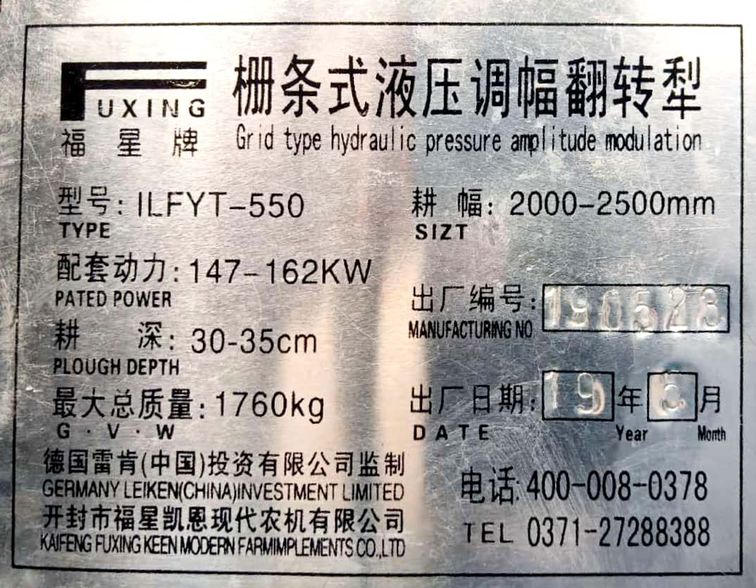 FUXING
福星牌
栅条式液压调幅翻转犁
Grid type hydraulic pressure amplitude modulation
型号: ILFYT-550
TYPE
耕 幅: 2000-2500mm
SIZT
配套动力: 147-162KW
PATED POWER
出厂编号: 190523
MANUFACTURING NO
耕 深: 30-35cm
PLOUGH DEPTH
最大总质量: 1760kg
G·V·W
出厂日期: 19 年 月
DATE Year Month
德国雷肯(中国)投资有限公司监制
GERMANY LEIKEN(CHINA)INVESTMENT LIMITED
开封市福星凯恩现代农机有限公司
KAIFENG FUXING KEEN MODERN FARMIMPLEMENTS CO.,LTD
电话: 400-008-0378
TEL 0371-27288388